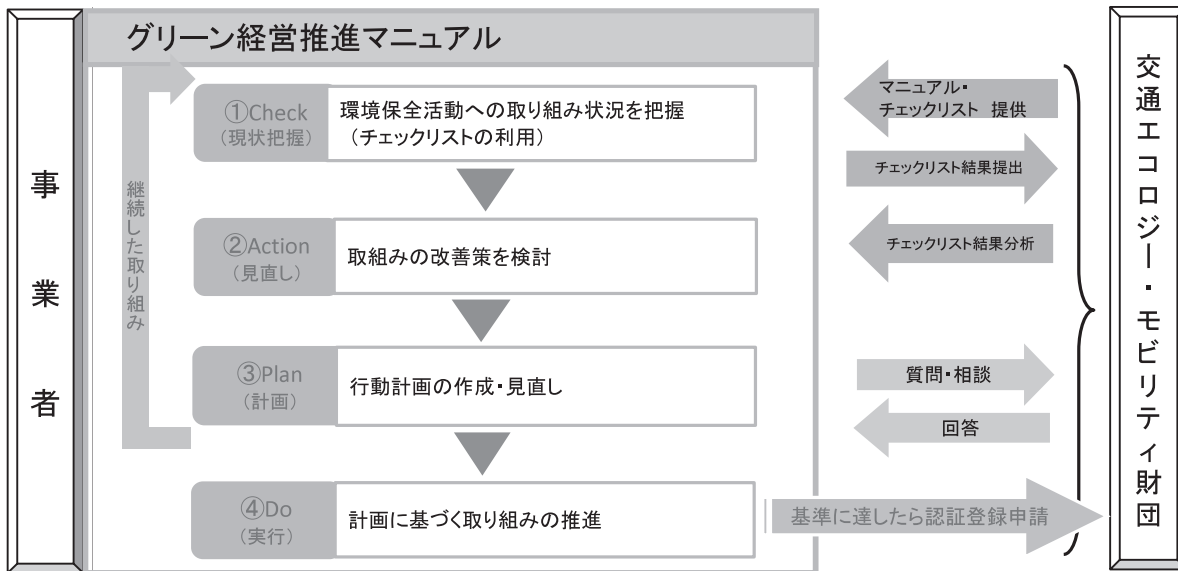 グリーン経営推進マニュアル
事業者
継続した取り組み
①Check
(現状把握)
環境保全活動への取り組み状況を把握
(チェックリストの利用)
②Action
(見直し)
取組みの改善策を検討
③Plan
(計画)
行動計画の作成・見直し
④Do
(実行)
計画に基づく取り組みの推進
マニュアル・
チェックリスト 提供
チェックリスト結果提出
チェックリスト結果分析
質問・相談
回答
基準に達したら認証登録申請
交通エコロジー・モビリティ財団